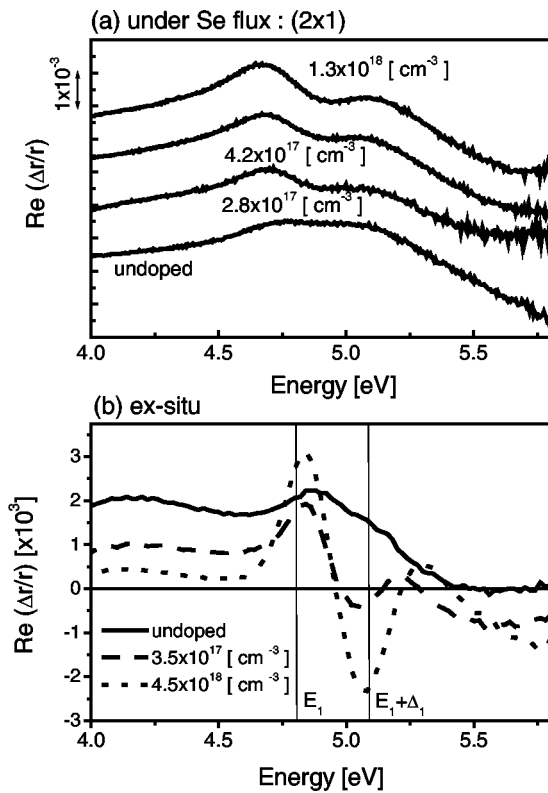 (a) under Se flux : (2x1)
1x10⁻³
1.3x10¹⁸ [ cm⁻³]
4.2x10¹⁷ [ cm⁻³]
2.8x10¹⁷ [ cm⁻³]
undoped
Re (Δr/r)
4.0 4.5 5.0 5.5
Energy [eV]
(b) ex-situ
3
2
1
0
-1
-2
-3
Re (Δr/r) [x10³]
undoped
3.5x10¹⁷ [ cm⁻³]
4.5x10¹⁸ [ cm⁻³]
E₁
E₁+Δ₁
4.0 4.5 5.0 5.5
Energy [eV]